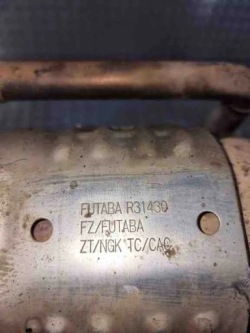 FUTABA R31430
FZ/FUTABA
ZT/NGK TC/CAC